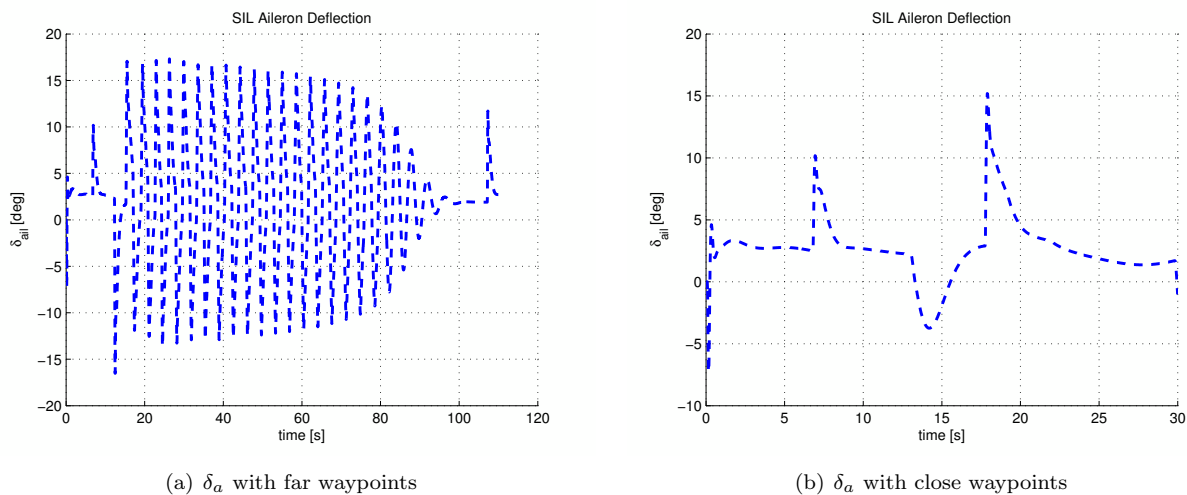 SIL Aileron Deflection
20
15
10
5
0
−5
−10
−15
−20
δail [deg]
0 20 40 60 80 100 120
time [s]
(a) δa with far waypoints
SIL Aileron Deflection
20
15
10
5
0
−5
−10
δail [deg]
0 5 10 15 20 25 30
time [s]
(b) δa with close waypoints